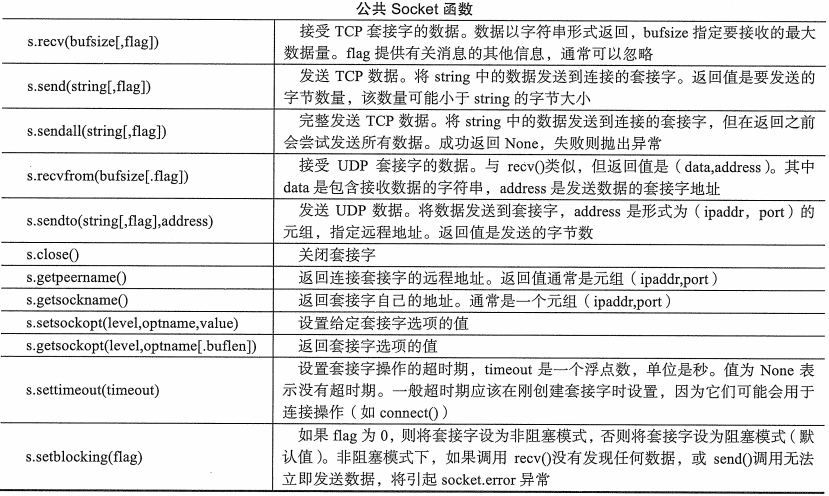 公共 Socket 函数
s.recv(bufsize[,flag])
接受 TCP 套接字的数据。数据以字符串形式返回，bufsize 指定要接收的最大
数据量。flag 提供有关消息的其他信息，通常可以忽略
s.send(string[,flag])
发送 TCP 数据。将 string 中的数据发送到连接的套接字。返回值是要发送的
字节数量，该数量可能小于 string 的字节大小
s.sendall(string[,flag])
完整发送 TCP 数据。将 string 中的数据发送到连接的套接字，但在返回之前
会尝试发送所有数据。成功返回 None，失败则抛出异常
s.recvfrom(bufsize[.flag])
接受 UDP 套接字的数据。与 recv()类似，但返回值是（data,address）。其中
data 是包含接收数据的字符串，address 是发送数据的套接字地址
s.sendto(string[,flag],address)
发送 UDP 数据。将数据发送到套接字，address 是形式为（ipaddr，port）的
元组，指定远程地址。返回值是发送的字节数
s.close()
关闭套接字
s.getpeername()
返回连接套接字的远程地址。返回值通常是元组（ipaddr,port）
s.getsockname()
返回套接字自己的地址。通常是一个元组（ipaddr,port）
s.setsockopt(level,optname,value)
设置给定套接字选项的值
s.getsockopt(level,optname[.buflen])
返回套接字选项的值
s.settimeout(timeout)
设置套接字操作的超时期，timeout 是一个浮点数，单位是秒。值为 None 表
示没有超时期。一般超时期应该在刚创建套接字时设置，因为它们可能会用于
连接操作（如 connect()）
s.setblocking(flag)
如果 flag 为 0，则将套接字设为非阻塞模式，否则将套接字设为阻塞模式（默
认值）。非阻塞模式下，如果调用 recv()没有发现任何数据，或 send()调用无法
立即发送数据，将引起 socket.error 异常